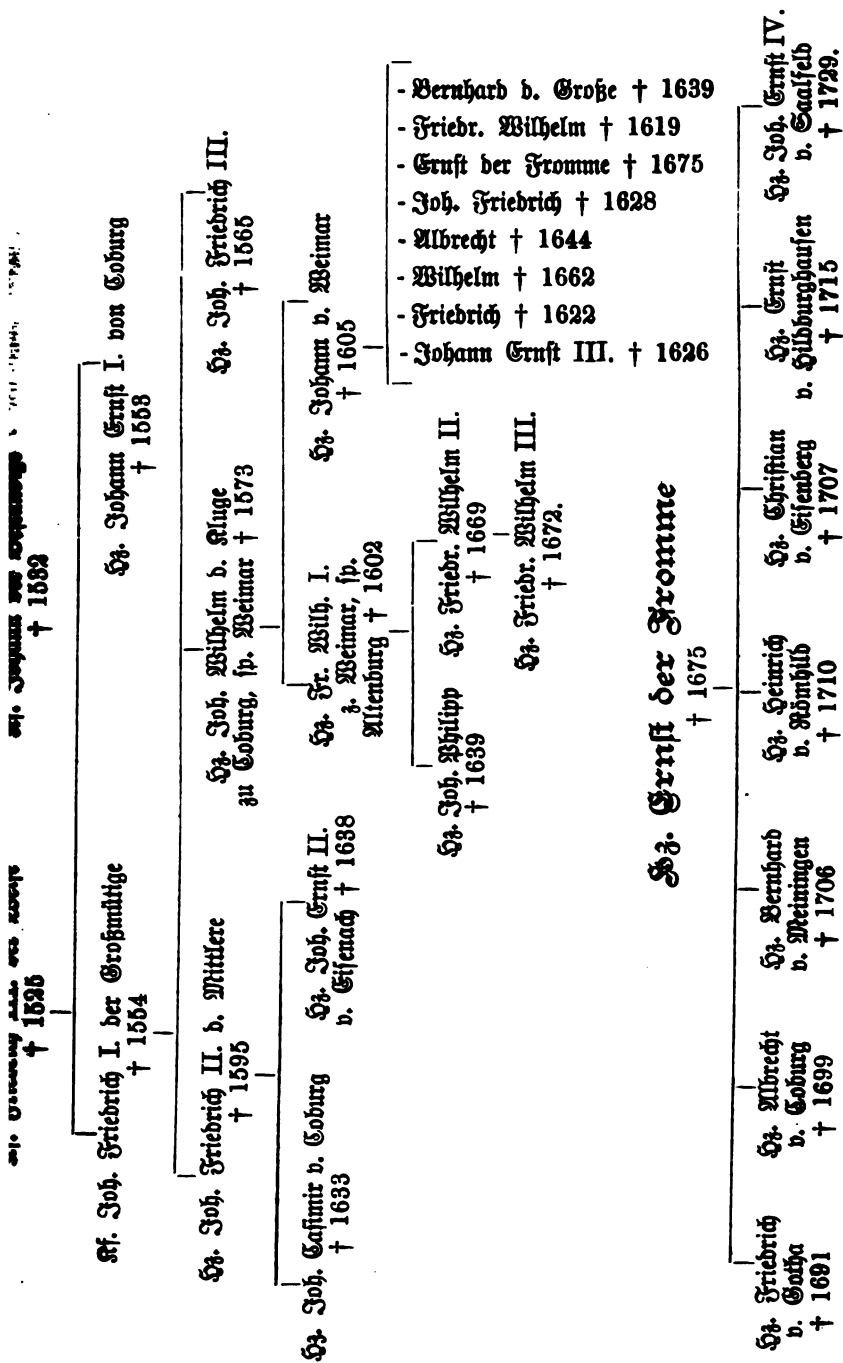 † 1525
Kf. Johann der
† 1532
Kf. Joh. Friedrich I. der Großmütige
† 1554
Hz. Johann Ernst I. von Coburg
† 1553
Hz. Joh. Friedrich II. d. Mittlere
† 1595
Hz. Joh. Wilhelm d. Kluge
zu Coburg, sp. Weimar † 1573
Hz. Joh. Friedrich III.
† 1565
Hz. Joh. Casimir v. Coburg
† 1633
Hz. Joh. Ernst II.
v. Eisenach † 1638
Hz. Fr. Wilh. I.
z. Weimar, sp.
Altenburg † 1602
Hz. Johann v. Weimar
† 1605
- Bernhard d. Große † 1639
- Friedr. Wilhelm † 1619
- Ernst der Fromme † 1675
- Joh. Friedrich † 1628
- Albrecht † 1644
- Wilhelm † 1662
- Friedrich † 1622
- Johann Ernst III. † 1626
Hz. Joh. Philipp
† 1639
Hz. Friedr. Wilhelm II.
† 1669
Hz. Friedr. Wilhelm III.
† 1672.
Hz. Ernst der Fromme
† 1675
Hz. Friedrich
v. Gotha
† 1691
Hz. Albrecht
v. Coburg
† 1699
Hz. Bernhard
v. Meiningen
† 1706
Hz. Heinrich
v. Römhild
† 1710
Hz. Christian
v. Eisenberg
† 1707
Hz. Ernst
v. Hildburghausen
† 1715
Hz. Joh. Ernst IV.
v. Saalfeld
† 1729.